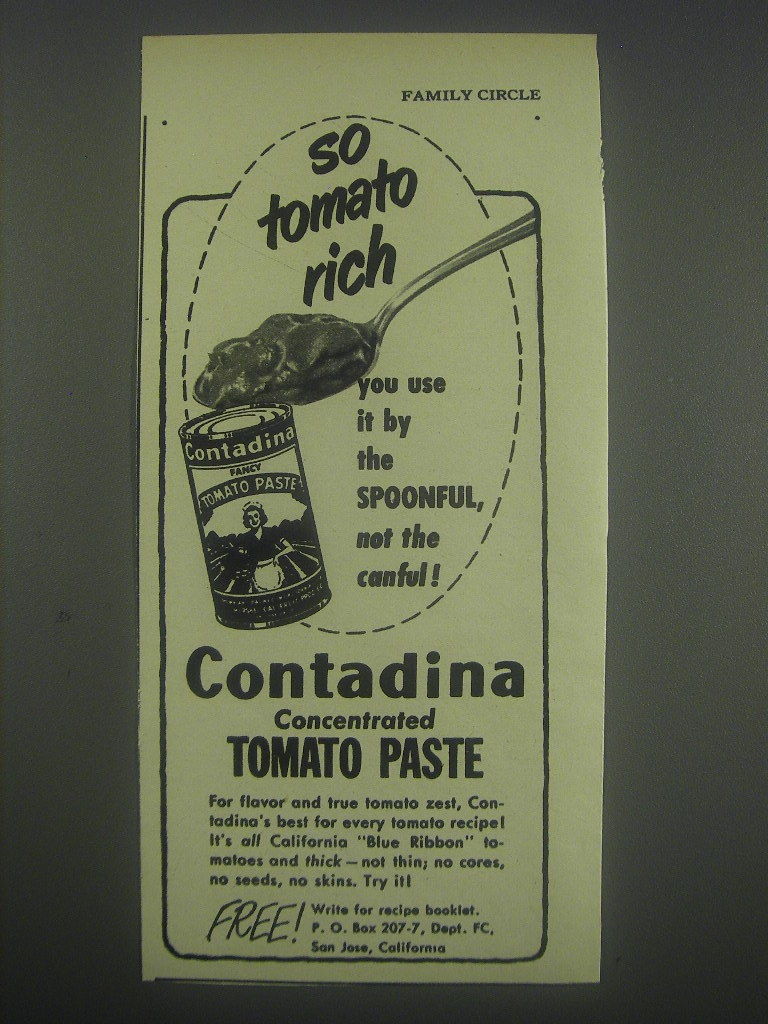 FAMILY CIRCLE
so
tomato
rich
you use
it by
the
SPOONFUL,
not the
canful!
Contadina
FANCY
TOMATO PASTE
Contadina
Concentrated
TOMATO PASTE
For flavor and true tomato zest, Con-
tadina's best for every tomato recipe!
It's all California "Blue Ribbon" to-
matoes and thick — not thin; no cores,
no seeds, no skins. Try it!
FREE!
Write for recipe booklet.
P. O. Box 207-7, Dept. FC,
San Jose, California